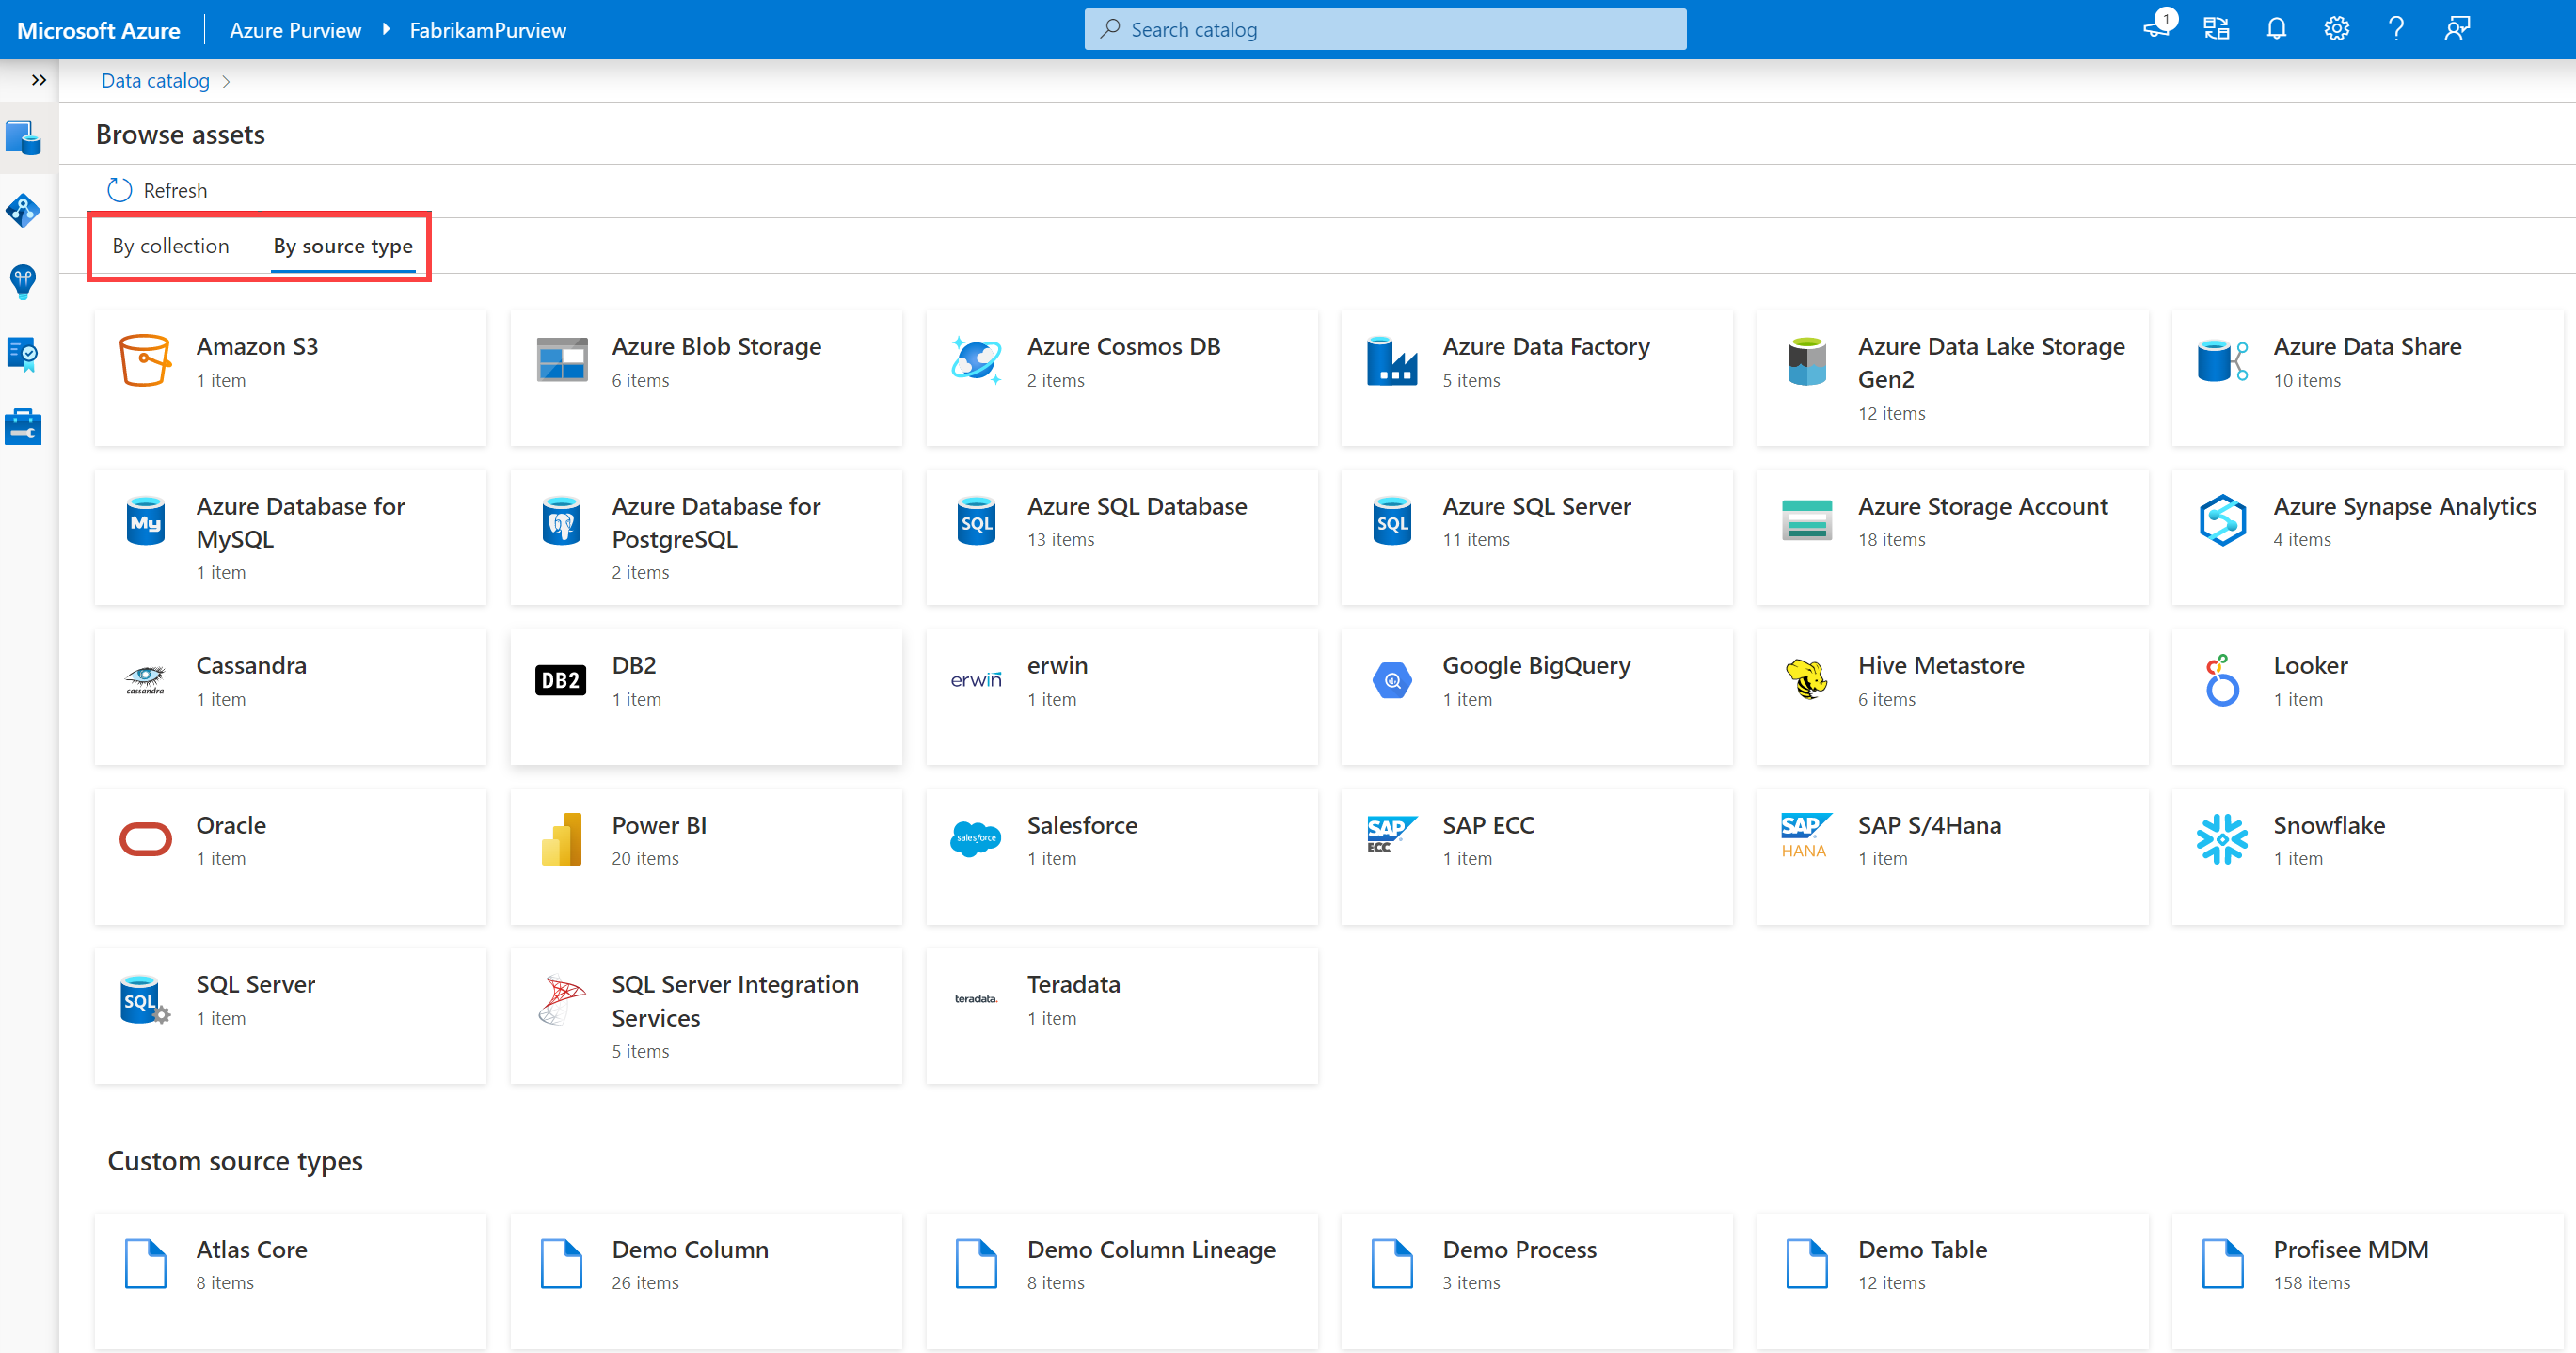 Microsoft Azure
Azure Purview
FabrikamPurview
Search catalog
1
Data catalog
Browse assets
Refresh
By collection
By source type
Amazon S3
1 item
Azure Blob Storage
6 items
Azure Cosmos DB
2 items
Azure Data Factory
5 items
Azure Data Lake Storage
Gen2
12 items
Azure Data Share
10 items
My
Azure Database for
MySQL
1 item
Azure Database for
PostgreSQL
2 items
SQL
Azure SQL Database
13 items
SQL
Azure SQL Server
11 items
Azure Storage Account
18 items
Azure Synapse Analytics
4 items
cassandra
Cassandra
1 item
DB2
DB2
1 item
erwin
erwin
1 item
Google BigQuery
1 item
Hive Metastore
6 items
Looker
1 item
Oracle
1 item
Power BI
20 items
salesforce
Salesforce
1 item
SAP
ECC
SAP ECC
1 item
SAP
HANA
SAP S/4Hana
1 item
Snowflake
1 item
SQL
SQL Server
1 item
SQL Server Integration
Services
5 items
teradata.
Teradata
1 item
Custom source types
Atlas Core
8 items
Demo Column
26 items
Demo Column Lineage
8 items
Demo Process
3 items
Demo Table
12 items
Profisee MDM
158 items